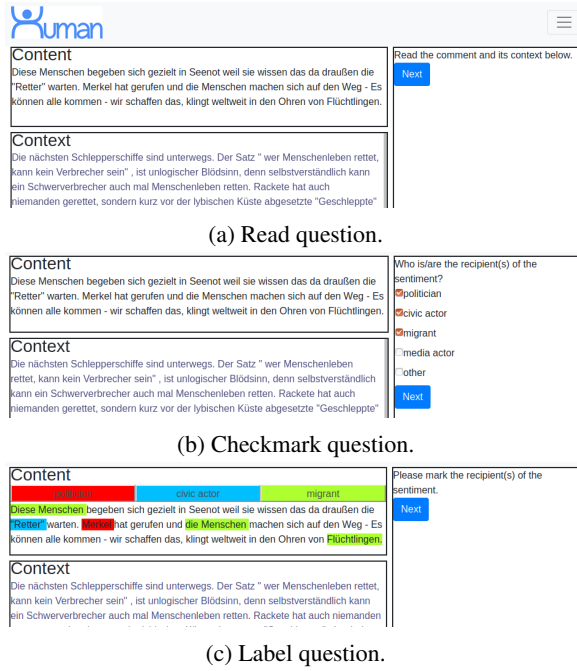 Human
Content
Diese Menschen begeben sich gezielt in Seenot weil sie wissen das da draußen die
"Retter" warten. Merkel hat gerufen und die Menschen machen sich auf den Weg - Es
können alle kommen - wir schaffen das, klingt weltweit in den Ohren von Flüchtlingen.
Read the comment and its context below.
Next
Context
Die nächsten Schlepperschiffe sind unterwegs. Der Satz " wer Menschenleben rettet,
kann kein Verbrecher sein" , ist unlogischer Blödsinn, denn selbstverständlich kann
ein Schwerverbrecher auch mal Menschenleben retten. Rackete hat auch
niemanden gerettet, sondern kurz vor der lybischen Küste abgesetzte "Geschleppte"
(a) Read question.
Content
Diese Menschen begeben sich gezielt in Seenot weil sie wissen das da draußen die
"Retter" warten. Merkel hat gerufen und die Menschen machen sich auf den Weg - Es
können alle kommen - wir schaffen das, klingt weltweit in den Ohren von Flüchtlingen.
Who is/are the recipient(s) of the
sentiment?
politician
civic actor
migrant
media actor
other
Next
Context
Die nächsten Schlepperschiffe sind unterwegs. Der Satz " wer Menschenleben
rettet, kann kein Verbrecher sein" , ist unlogischer Blödsinn, denn selbstverständlich
kann ein Schwerverbrecher auch mal Menschenleben retten. Rackete hat auch
niemanden gerettet, sondern kurz vor der lybischen Küste abgesetzte "Geschleppte"
(b) Checkmark question.
Content
politician civic actor migrant
Diese Menschen begeben sich gezielt in Seenot weil sie wissen das da draußen die
"Retter" warten. Merkel hat gerufen und die Menschen machen sich auf den Weg - Es
können alle kommen - wir schaffen das, klingt weltweit in den Ohren von Flüchtlingen.
Please mark the recipient(s) of the
sentiment.
Next
Context
Die nächsten Schlepperschiffe sind unterwegs. Der Satz " wer Menschenleben rettet,
kann kein Verbrecher sein" , ist unlogischer Blödsinn, denn selbstverständlich kann
ein Schwerverbrecher auch mal Menschenleben retten. Rackete hat auch niemanden
(c) Label question.